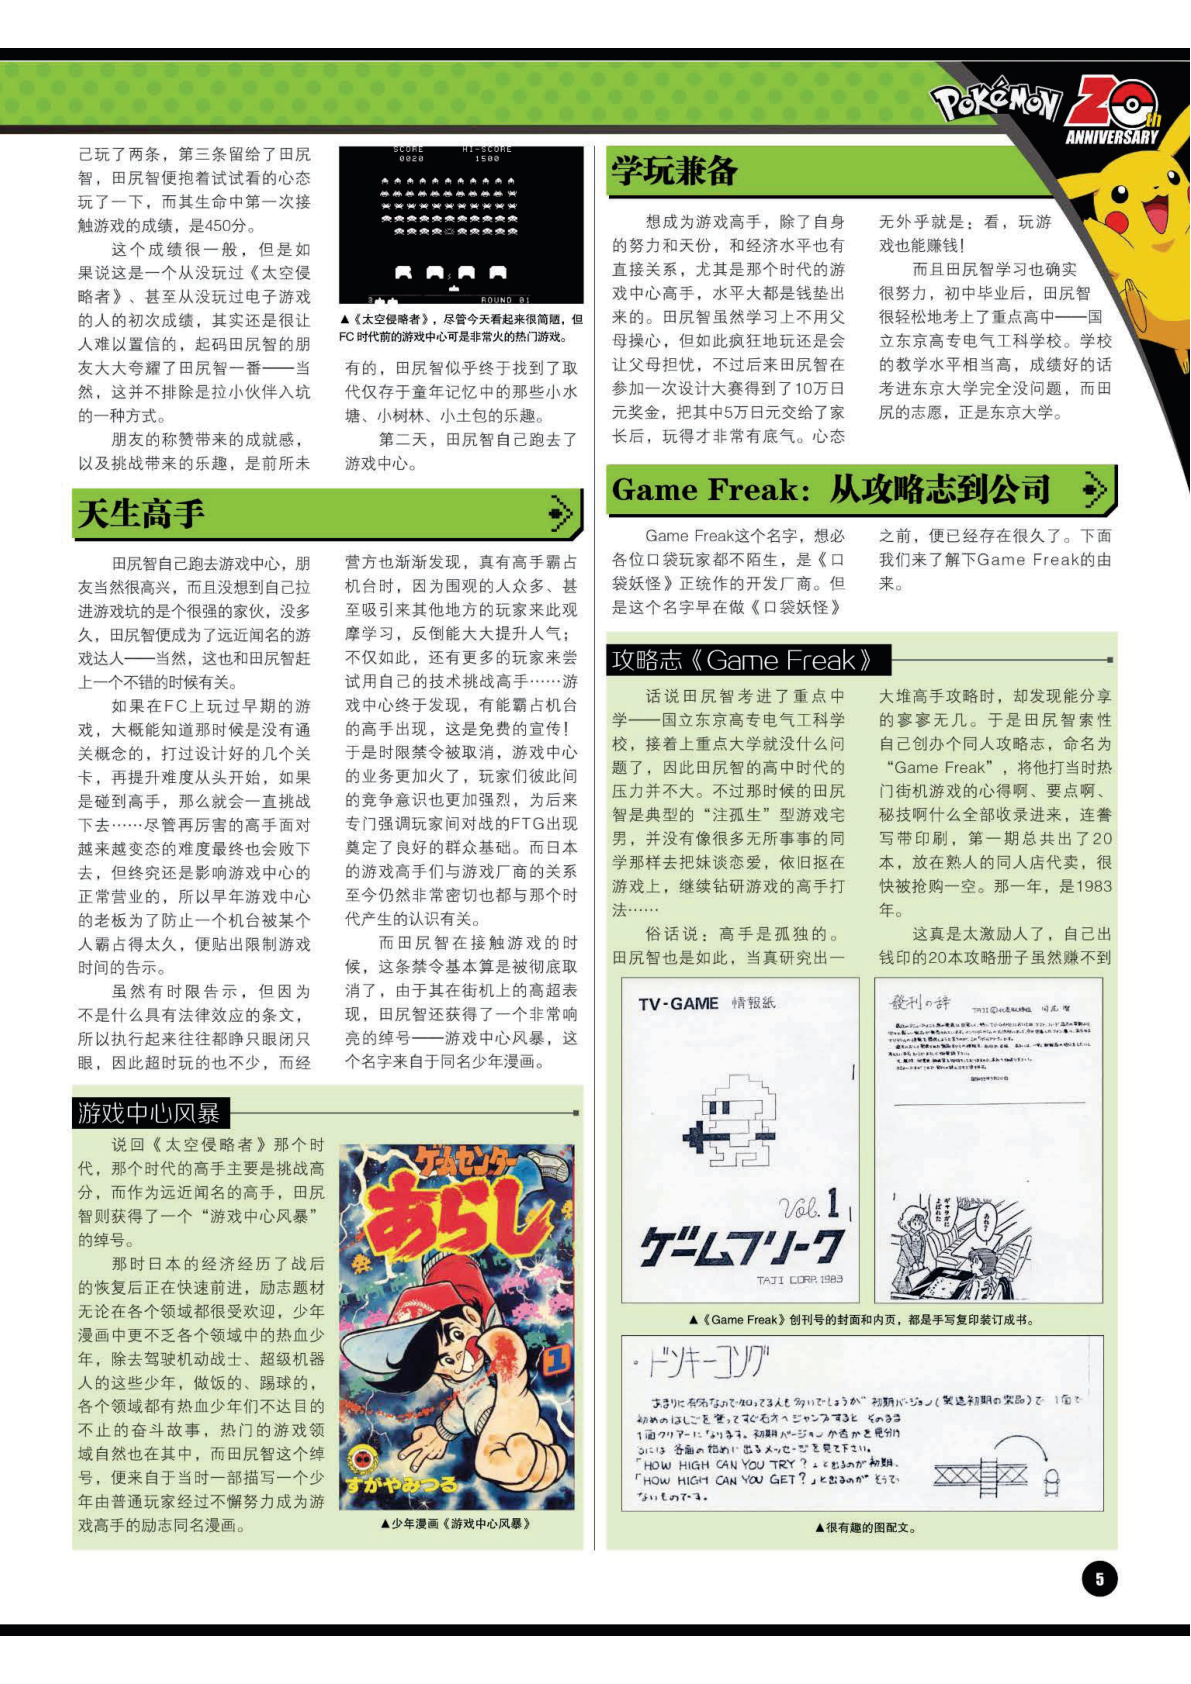 POKéMON 20th
ANNIVERSARY
己玩了两条，第三条留给了田尻
智，田尻智便抱着试试看的心态
玩了一下，而其生命中第一次接
触游戏的成绩，是450分。
这个成绩很一般，但是如
果说这是一个从没玩过《太空侵
略者》、甚至从没玩过电子游戏
的人的初次成绩，其实还是很让
人难以置信的，起码田尻智的朋
友大大夸耀了田尻智一番——当
然，这并不排除是拉小伙伴入坑
的一种方式。
朋友的称赞带来的成就感，
以及挑战带来的乐趣，是前所未
SCORE HI-SCORE
0020 1500
3 ROUND 01
▲《太空侵略者》，尽管今天看起来很简陋，但
FC 时代前的游戏中心可是非常火的热门游戏。
有的，田尻智似乎终于找到了取
代仅存于童年记忆中的那些小水
塘、小树林、小土包的乐趣。
第二天，田尻智自己跑去了
游戏中心。
天生高手
田尻智自己跑去游戏中心，朋
友当然很高兴，而且没想到自己拉
进游戏坑的是个很强的家伙，没多
久，田尻智便成为了远近闻名的游
戏达人——当然，这也和田尻智赶
上一个不错的时候有关。
如果在FC上玩过早期的游
戏，大概能知道那时候是没有通
关概念的，打过设计好的几个关
卡，再提升难度从头开始，如果
是碰到高手，那么就会一直挑战
下去……尽管再厉害的高手面对
越来越变态的难度最终也会败下
去，但终究还是影响游戏中心的
正常营业的，所以早年游戏中心
的老板为了防止一个机台被某个
人霸占得太久，便贴出限制游戏
时间的告示。
虽然有时限告示，但因为
不是什么具有法律效应的条文，
所以执行起来往往都睁只眼闭只
眼，因此超时玩的也不少，而经
营方也渐渐发现，真有高手霸占
机台时，因为围观的人众多、甚
至吸引来其他地方的玩家来此观
摩学习，反倒能大大提升人气；
不仅如此，还有更多的玩家来尝
试用自己的技术挑战高手……游
戏中心终于发现，有能霸占机台
的高手出现，这是免费的宣传！
于是时限禁令被取消，游戏中心
的业务更加火了，玩家们彼此间
的竞争意识也更加强烈，为后来
专门强调玩家间对战的FTG出现
奠定了良好的群众基础。而日本
的游戏高手们与游戏厂商的关系
至今仍然非常密切也都与那个时
代产生的认识有关。
而田尻智在接触游戏的时
候，这条禁令基本算是被彻底取
消了，由于其在街机上的高超表
现，田尻智还获得了一个非常响
亮的绰号——游戏中心风暴，这
个名字来自于同名少年漫画。
游戏中心风暴
说回《太空侵略者》那个时
代，那个时代的高手主要是挑战高
分，而作为远近闻名的高手，田尻
智则获得了一个“游戏中心风暴”
的绰号。
那时日本的经济经历了战后
的恢复后正在快速前进，励志题材
无论在各个领域都很受欢迎，少年
漫画中更不乏各个领域中的热血少
年，除去驾驶机动战士、超级机器
人的这些少年，做饭的、踢球的，
各个领域都有热血少年们不达目的
不止的奋斗故事，热门的游戏领
域自然也在其中，而田尻智这个绰
号，便来自于当时一部描写一个少
年由普通玩家经过不懈努力成为游
戏高手的励志同名漫画。
ゲームセンター
あらし
1
すがやみつる
▲少年漫画《游戏中心风暴》
学玩兼备
想成为游戏高手，除了自身
的努力和天份，和经济水平也有
直接关系，尤其是那个时代的游
戏中心高手，水平大都是钱垫出
来的。田尻智虽然学习上不用父
母操心，但如此疯狂地玩还是会
让父母担忧，不过后来田尻智在
参加一次设计大赛得到了10万日
元奖金，把其中5万日元交给了家
长后，玩得才非常有底气。心态
无外乎就是：看，玩游
戏也能赚钱！
而且田尻智学习也确实
很努力，初中毕业后，田尻智
很轻松地考上了重点高中——国
立东京高专电气工科学校。学校
的教学水平相当高，成绩好的话
考进东京大学完全没问题，而田
尻的志愿，正是东京大学。
Game Freak：从攻略志到公司
Game Freak这个名字，想必
各位口袋玩家都不陌生，是《口
袋妖怪》正统作的开发厂商。但
是这个名字早在做《口袋妖怪》
之前，便已经存在很久了。下面
我们来了解下Game Freak的由
来。
攻略志《Game Freak》
话说田尻智考进了重点中
学——国立东京高专电气工科学
校，接着上重点大学就没什么问
题了，因此田尻智的高中时代的
压力并不大。不过那时候的田尻
智是典型的“注孤生”型游戏宅
男，并没有像很多无所事事的同
学那样去把妹谈恋爱，依旧抠在
游戏上，继续钻研游戏的高手打
法……
俗话说：高手是孤独的。
田尻智也是如此，当真研究出一
大堆高手攻略时，却发现能分享
的寥寥无几。于是田尻智索性
自己创办个同人攻略志，命名为
“Game Freak”，将他打当时热
门街机游戏的心得啊、要点啊、
秘技啊什么全部收录进来，连誊
写带印刷，第一期总共出了20
本，放在熟人的同人店代卖，很
快被抢购一空。那一年，是1983
年。
这真是太激励人了，自己出
钱印的20本攻略册子虽然赚不到
TV-GAME 情報紙
Vol.1
ゲームフリーク
TAJI CORP. 1983
發刊の辞
▲《Game Freak》创刊号的封面和内页，都是手写复印装订成书。
・ドンキーコング
あまりに有名なので知ってる人も多いでしょうが 初期バージョン（製造初期の製品）で 1面で
初めのはしごを登ってすぐ右方へジャンプすると そのまま
1面クリアーになります。初期バージョンか否かを見分け
るには 各面の始めに出るメッセージを見て下さい。
「HOW HIGH CAN YOU TRY？」と出るのが初期、
「HOW HIGH CAN YOU GET？」と出るのが そうで
ないものです。
▲很有趣的图配文。
5